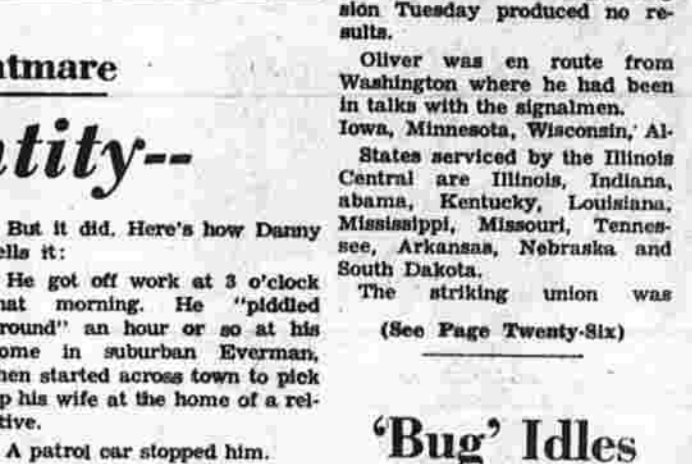 tmare
tity--
But it did. Here's how Danny
ells it:
He got off work at 3 o'clock
hat morning. He "piddled
round" an hour or so at his
ome in suburban Everman,
hen started across town to pick
p his wife at the home of a rel-
tive.
A patrol car stopped him.
sion Tuesday produced no re-
sults.
Oliver was en route from
Washington where he had been
in talks with the signalmen.
Iowa, Minnesota, Wisconsin, Al-
States serviced by the Illinois
Central are Illinois, Indiana,
abama, Kentucky, Louisiana,
Mississippi, Missouri, Tennes-
see, Arkansas, Nebraska and
South Dakota.
The striking union was
(See Page Twenty-Six)
'Bug' Idles